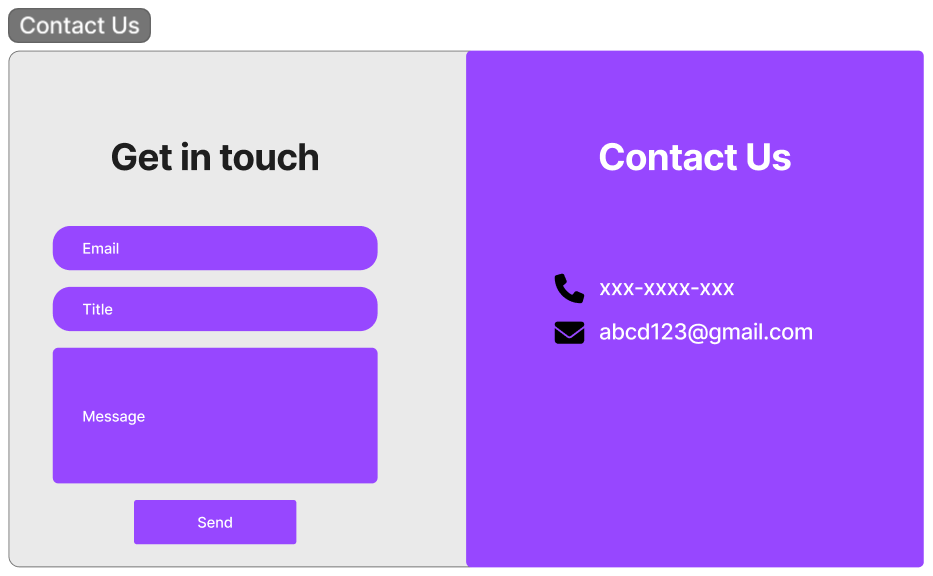 Contact Us
Get in touch
Email
Title
Message
Send
Contact Us
xxx-xxxx-xxx
abcd123@gmail.com